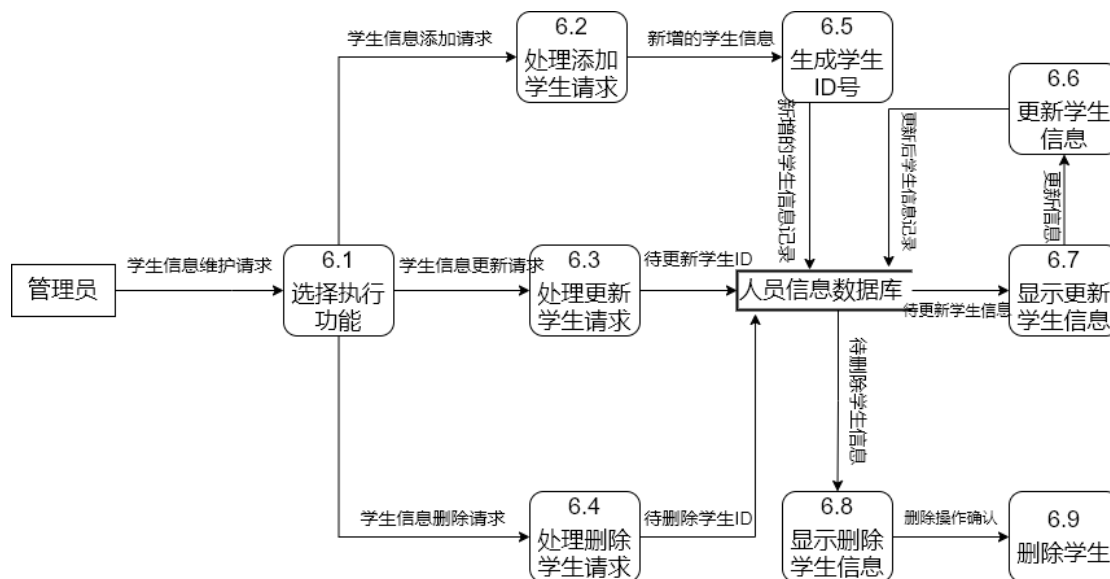 6.2
处理添加
学生请求
6.5
生成学生
ID号
6.6
更新学生
信息
学生信息添加请求
新增的学生信息
新增的学生信息记录
更新后学生信息记录
更新信息
管理员
学生信息维护请求
6.1
选择执行
功能
学生信息更新请求
6.3
处理更新
学生请求
待更新学生ID
人员信息数据库
待更新学生信息
6.7
显示更新
学生信息
待删除学生信息
学生信息删除请求
6.4
处理删除
学生请求
待删除学生ID
6.8
显示删除
学生信息
删除操作确认
6.9
删除学生